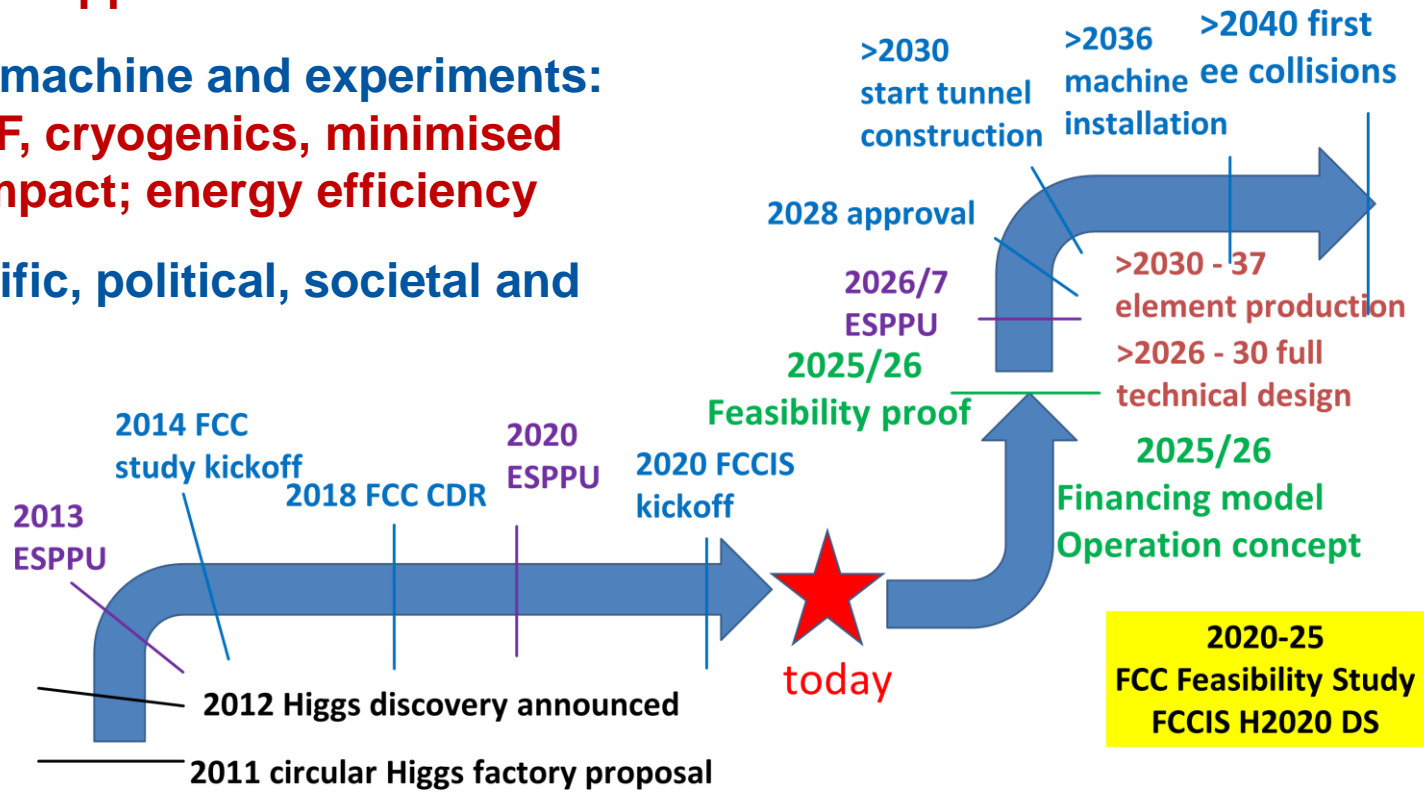 machine and experiments:
F, cryogenics, minimised
mpact; energy efficiency
ific, political, societal and
>2030
start tunnel
construction
>2036
machine
installation
>2040 first
ee collisions
2028 approval
2026/7
ESPPU
>2030 - 37
element production
>2026 - 30 full
technical design
2025/26
Feasibility proof
2025/26
Financing model
Operation concept
2013
ESPPU
2014 FCC
study kickoff
2018 FCC CDR
2020
ESPPU
2020 FCCIS
kickoff
today
2012 Higgs discovery announced
2011 circular Higgs factory proposal
2020-25
FCC Feasibility Study
FCCIS H2020 DS